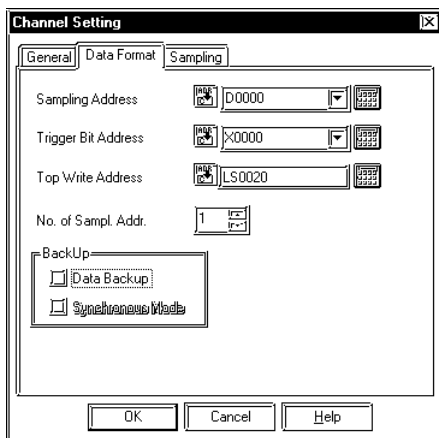 Channel Setting
General Data Format Sampling
Sampling Address D0000
Trigger Bit Address X0000
Top Write Address LS0020
No. of Sampl. Addr. 1
BackUp
Data Backup
Synchronous Mode
OK Cancel Help